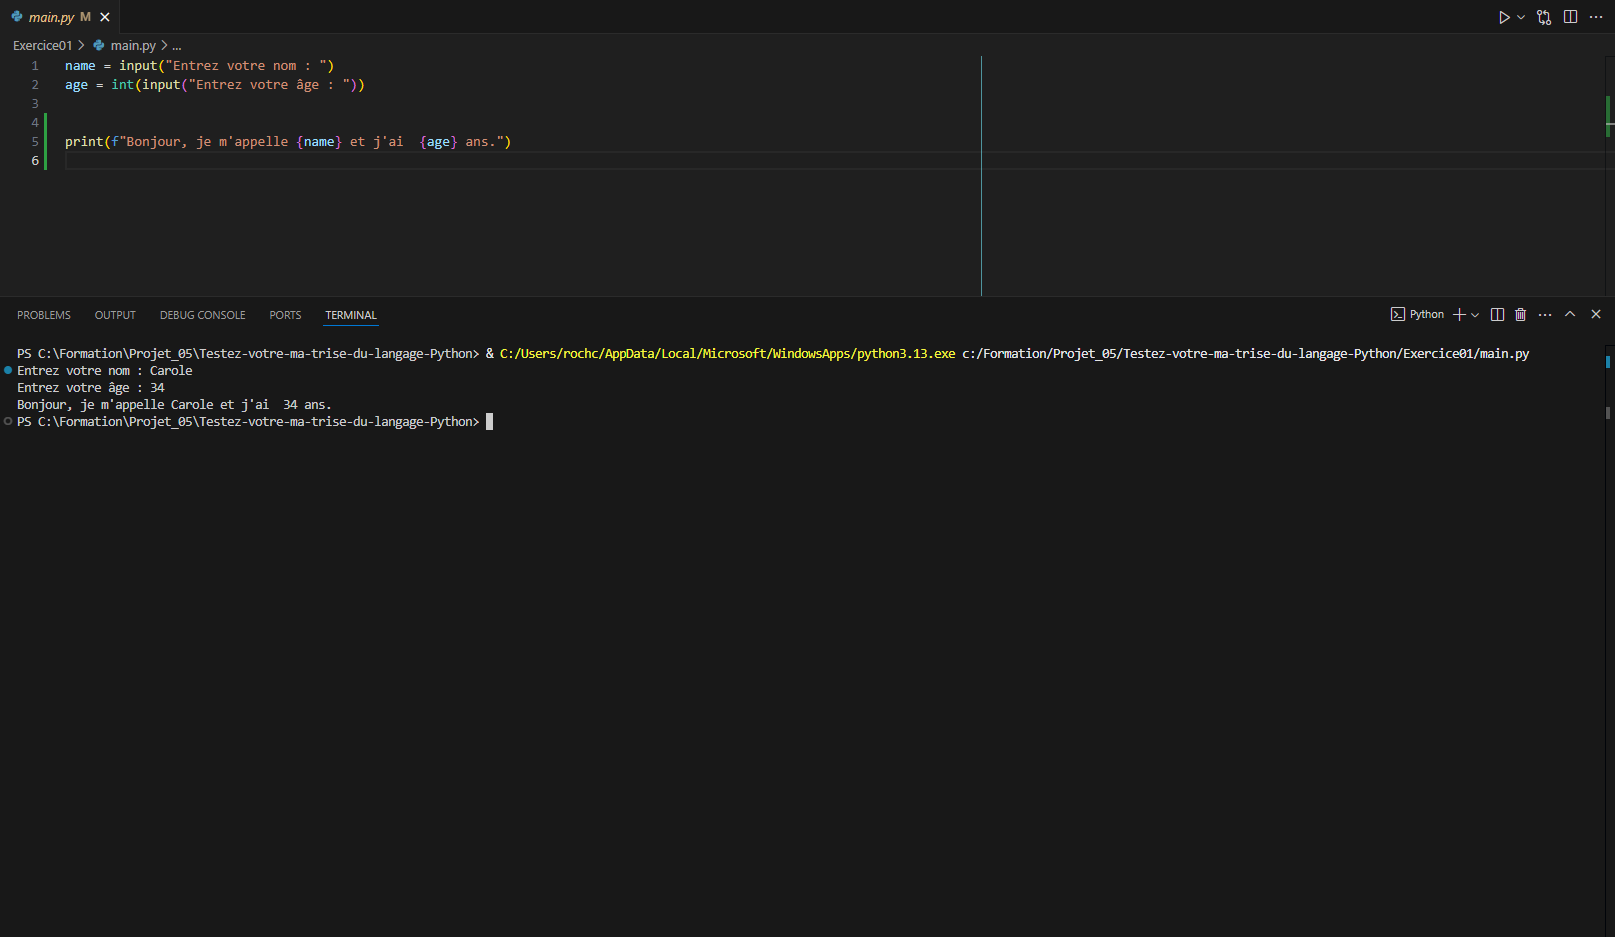 main.py M
Exercice01 > main.py > ...
1 name = input("Entrez votre nom : ")
2 age = int(input("Entrez votre âge : "))
3
4
5 print(f"Bonjour, je m'appelle {name} et j'ai  {age} ans.")
6
PROBLEMS OUTPUT DEBUG CONSOLE PORTS TERMINAL Python
PS C:\Formation\Projet_05\Testez-votre-ma-trise-du-langage-Python> & C:/Users/rochc/AppData/Local/Microsoft/WindowsApps/python3.13.exe c:/Formation/Projet_05/Testez-votre-ma-trise-du-langage-Python/Exercice01/main.py
Entrez votre nom : Carole
Entrez votre âge : 34
Bonjour, je m'appelle Carole et j'ai  34 ans.
PS C:\Formation\Projet_05\Testez-votre-ma-trise-du-langage-Python>